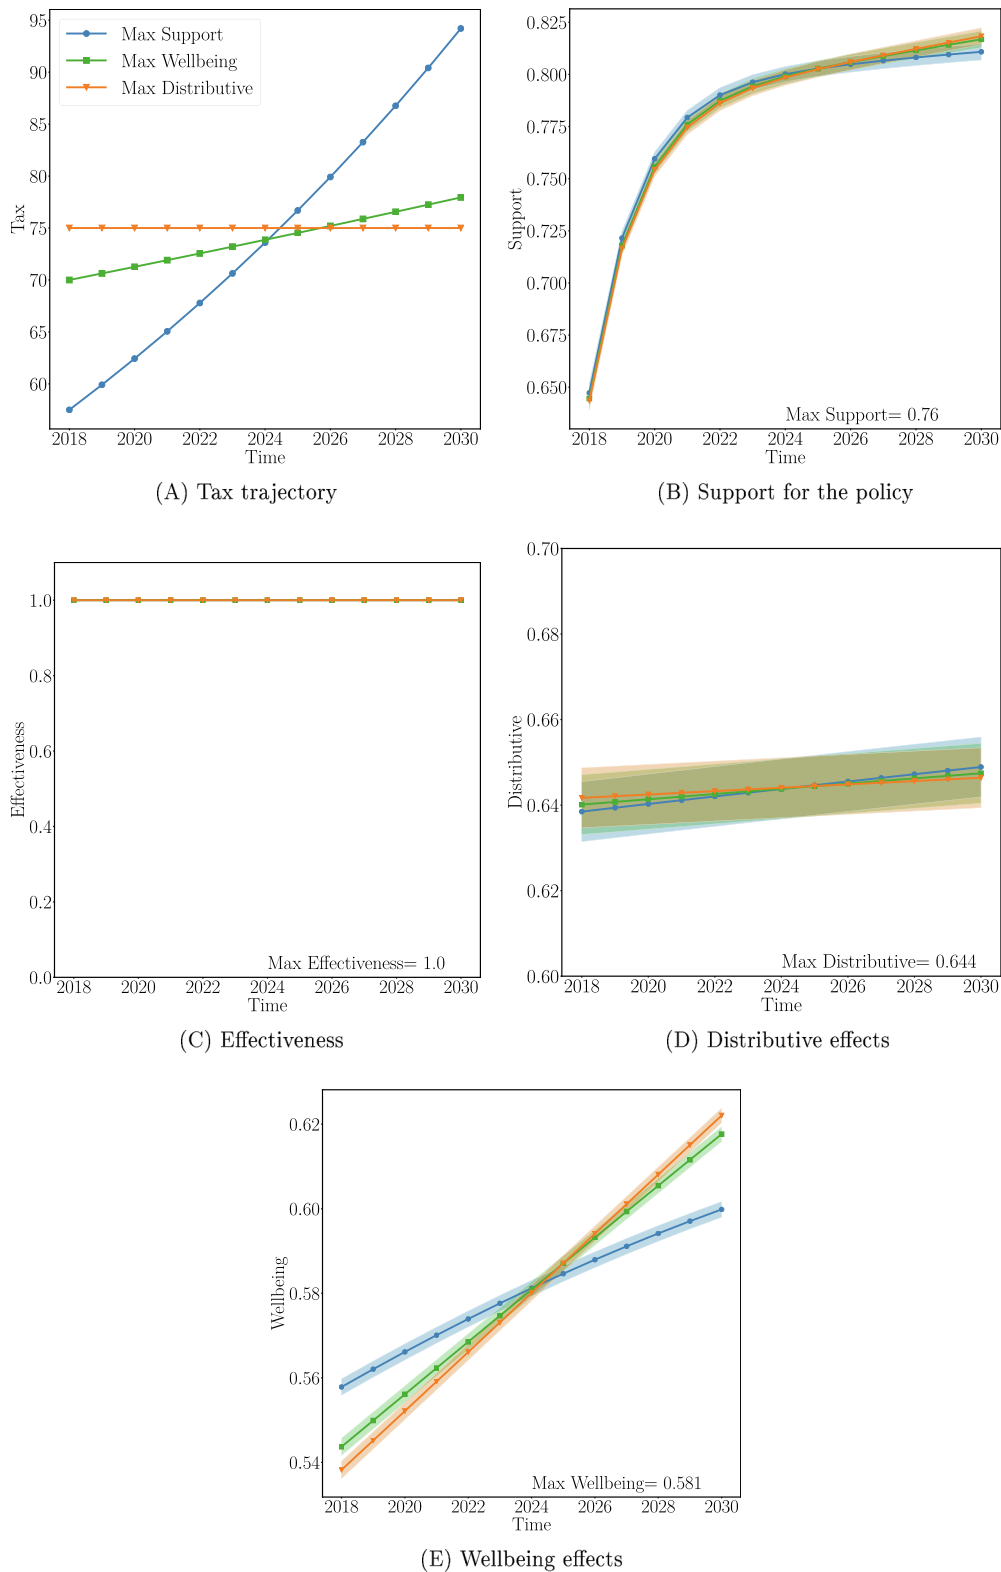 95
90
85
80
75
70
65
60
Tax
Max Support
Max Wellbeing
Max Distributive
2018 2020 2022 2024 2026 2028 2030
Time
(A) Tax trajectory
0.825
0.800
0.775
0.750
0.725
0.700
0.675
0.650
Support
Max Support= 0.76
2018 2020 2022 2024 2026 2028 2030
Time
(B) Support for the policy
1.0
0.8
0.6
0.4
0.2
0.0
Effectiveness
Max Effectiveness= 1.0
2018 2020 2022 2024 2026 2028 2030
Time
(C) Effectiveness
0.70
0.68
0.66
0.64
0.62
0.60
Distributive
Max Distributive= 0.644
2018 2020 2022 2024 2026 2028 2030
Time
(D) Distributive effects
0.62
0.60
0.58
0.56
0.54
Wellbeing
Max Wellbeing= 0.581
2018 2020 2022 2024 2026 2028 2030
Time
(E) Wellbeing effects